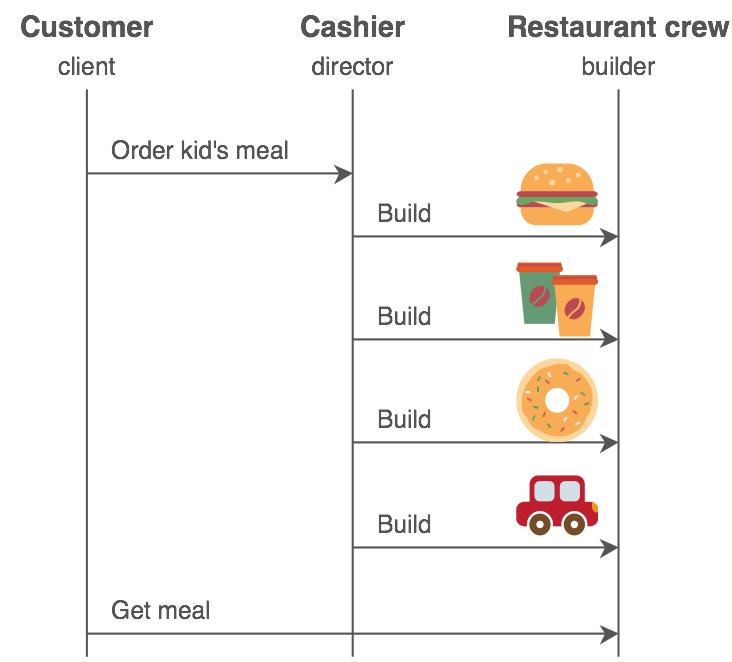 Customer
Cashier
Restaurant crew
client
director
builder
Order kid's meal
Build
Build
Build
Build
Get meal